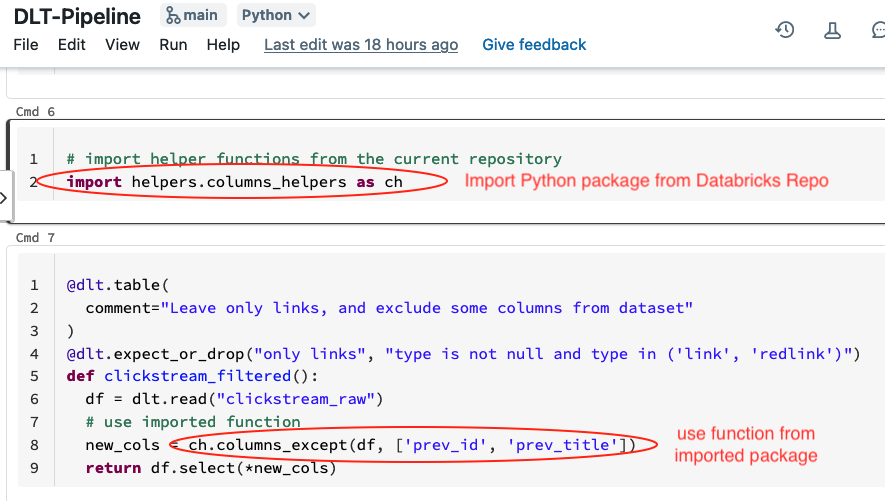 DLT-Pipeline main Python
File Edit View Run Help Last edit was 18 hours ago Give feedback
Cmd 6
1 # import helper functions from the current repository
2 import helpers.columns_helpers as ch Import Python package from Databricks Repo
Cmd 7
1 @dlt.table(
2 comment="Leave only links, and exclude some columns from dataset"
3 )
4 @dlt.expect_or_drop("only links", "type is not null and type in ('link', 'redlink')")
5 def clickstream_filtered():
6 df = dlt.read("clickstream_raw")
7 # use imported function
8 new_cols = ch.columns_except(df, ['prev_id', 'prev_title'])
9 return df.select(*new_cols)
use function from
imported package